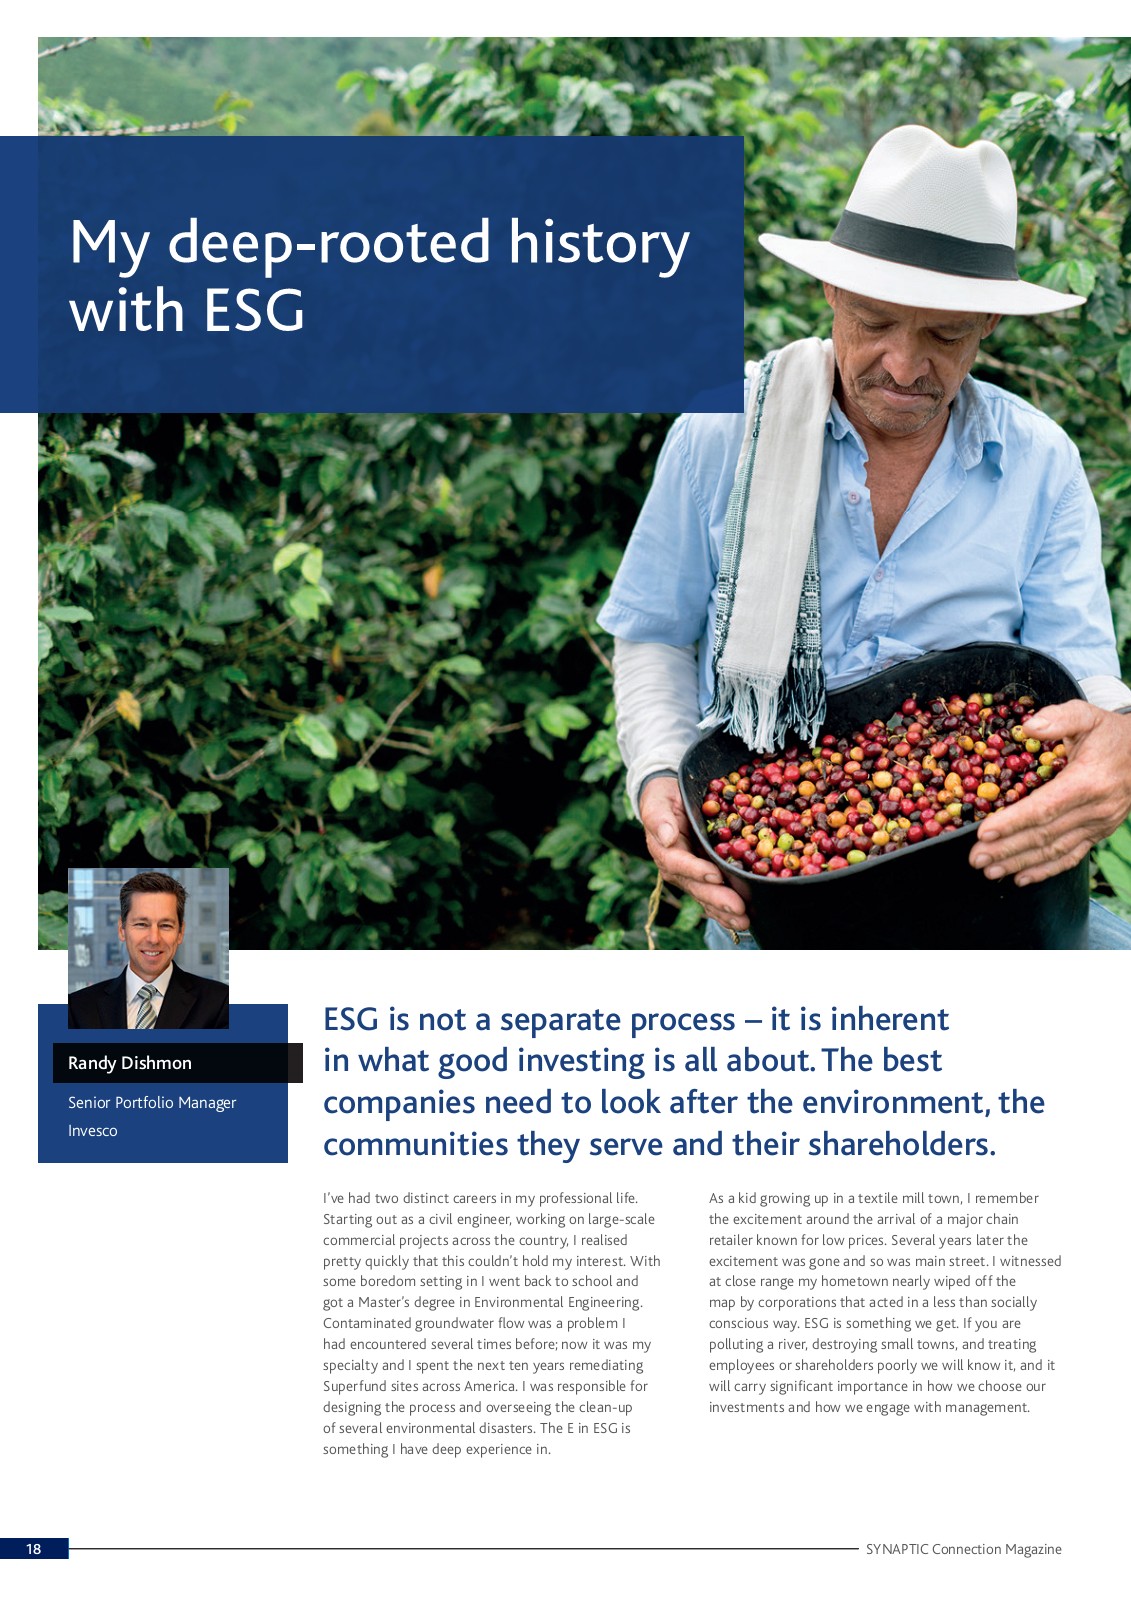 My deep-rooted history
with ESG
Randy Dishmon
Senior Portfolio Manager
Invesco
ESG is not a separate process – it is inherent
in what good investing is all about. The best
companies need to look after the environment, the
communities they serve and their shareholders.
I've had two distinct careers in my professional life.
Starting out as a civil engineer, working on large-scale
commercial projects across the country, I realised
pretty quickly that this couldn't hold my interest. With
some boredom setting in I went back to school and
got a Master's degree in Environmental Engineering.
Contaminated groundwater flow was a problem I
had encountered several times before; now it was my
specialty and I spent the next ten years remediating
Superfund sites across America. I was responsible for
designing the process and overseeing the clean-up
of several environmental disasters. The E in ESG is
something I have deep experience in.
As a kid growing up in a textile mill town, I remember
the excitement around the arrival of a major chain
retailer known for low prices. Several years later the
excitement was gone and so was main street. I witnessed
at close range my hometown nearly wiped off the
map by corporations that acted in a less than socially
conscious way. ESG is something we get. If you are
polluting a river, destroying small towns, and treating
employees or shareholders poorly we will know it, and it
will carry significant importance in how we choose our
investments and how we engage with management.
18
SYNAPTIC Connection Magazine